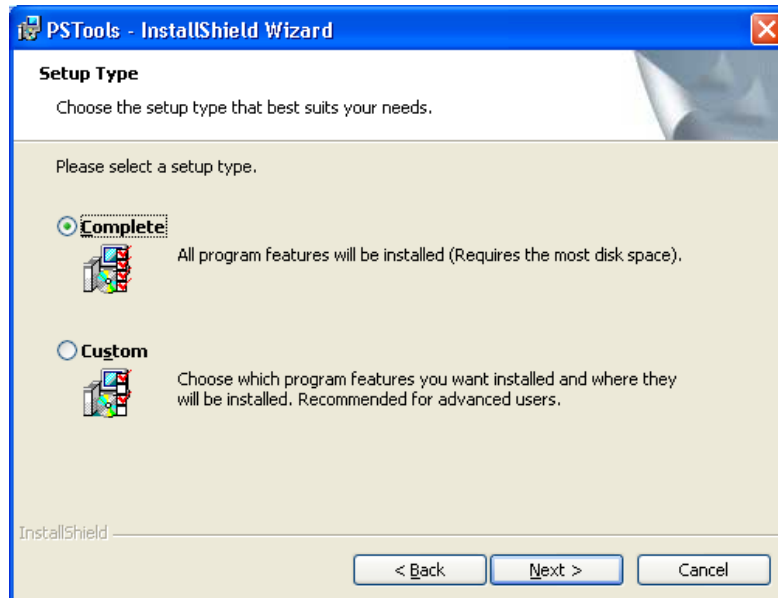 PSTools - InstallShield Wizard
Setup Type
Choose the setup type that best suits your needs.
Please select a setup type.
Complete
All program features will be installed (Requires the most disk space).
Custom
Choose which program features you want installed and where they
will be installed. Recommended for advanced users.
InstallShield
< Back
Next >
Cancel